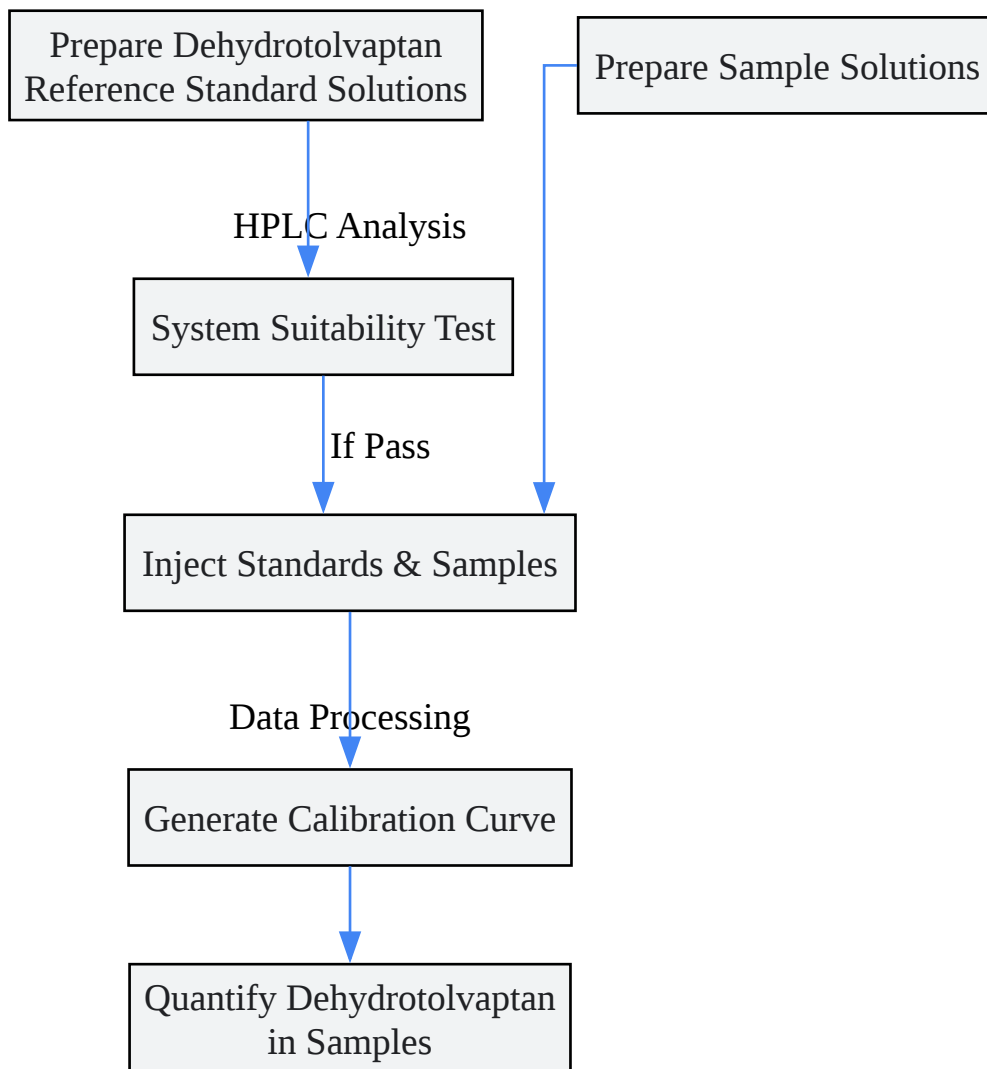 Prepare Dehydrotolvaptan
Reference Standard Solutions
Prepare Sample Solutions
HPLC Analysis
System Suitability Test
If Pass
Inject Standards & Samples
Data Processing
Generate Calibration Curve
Quantify Dehydrotolvaptan
in Samples